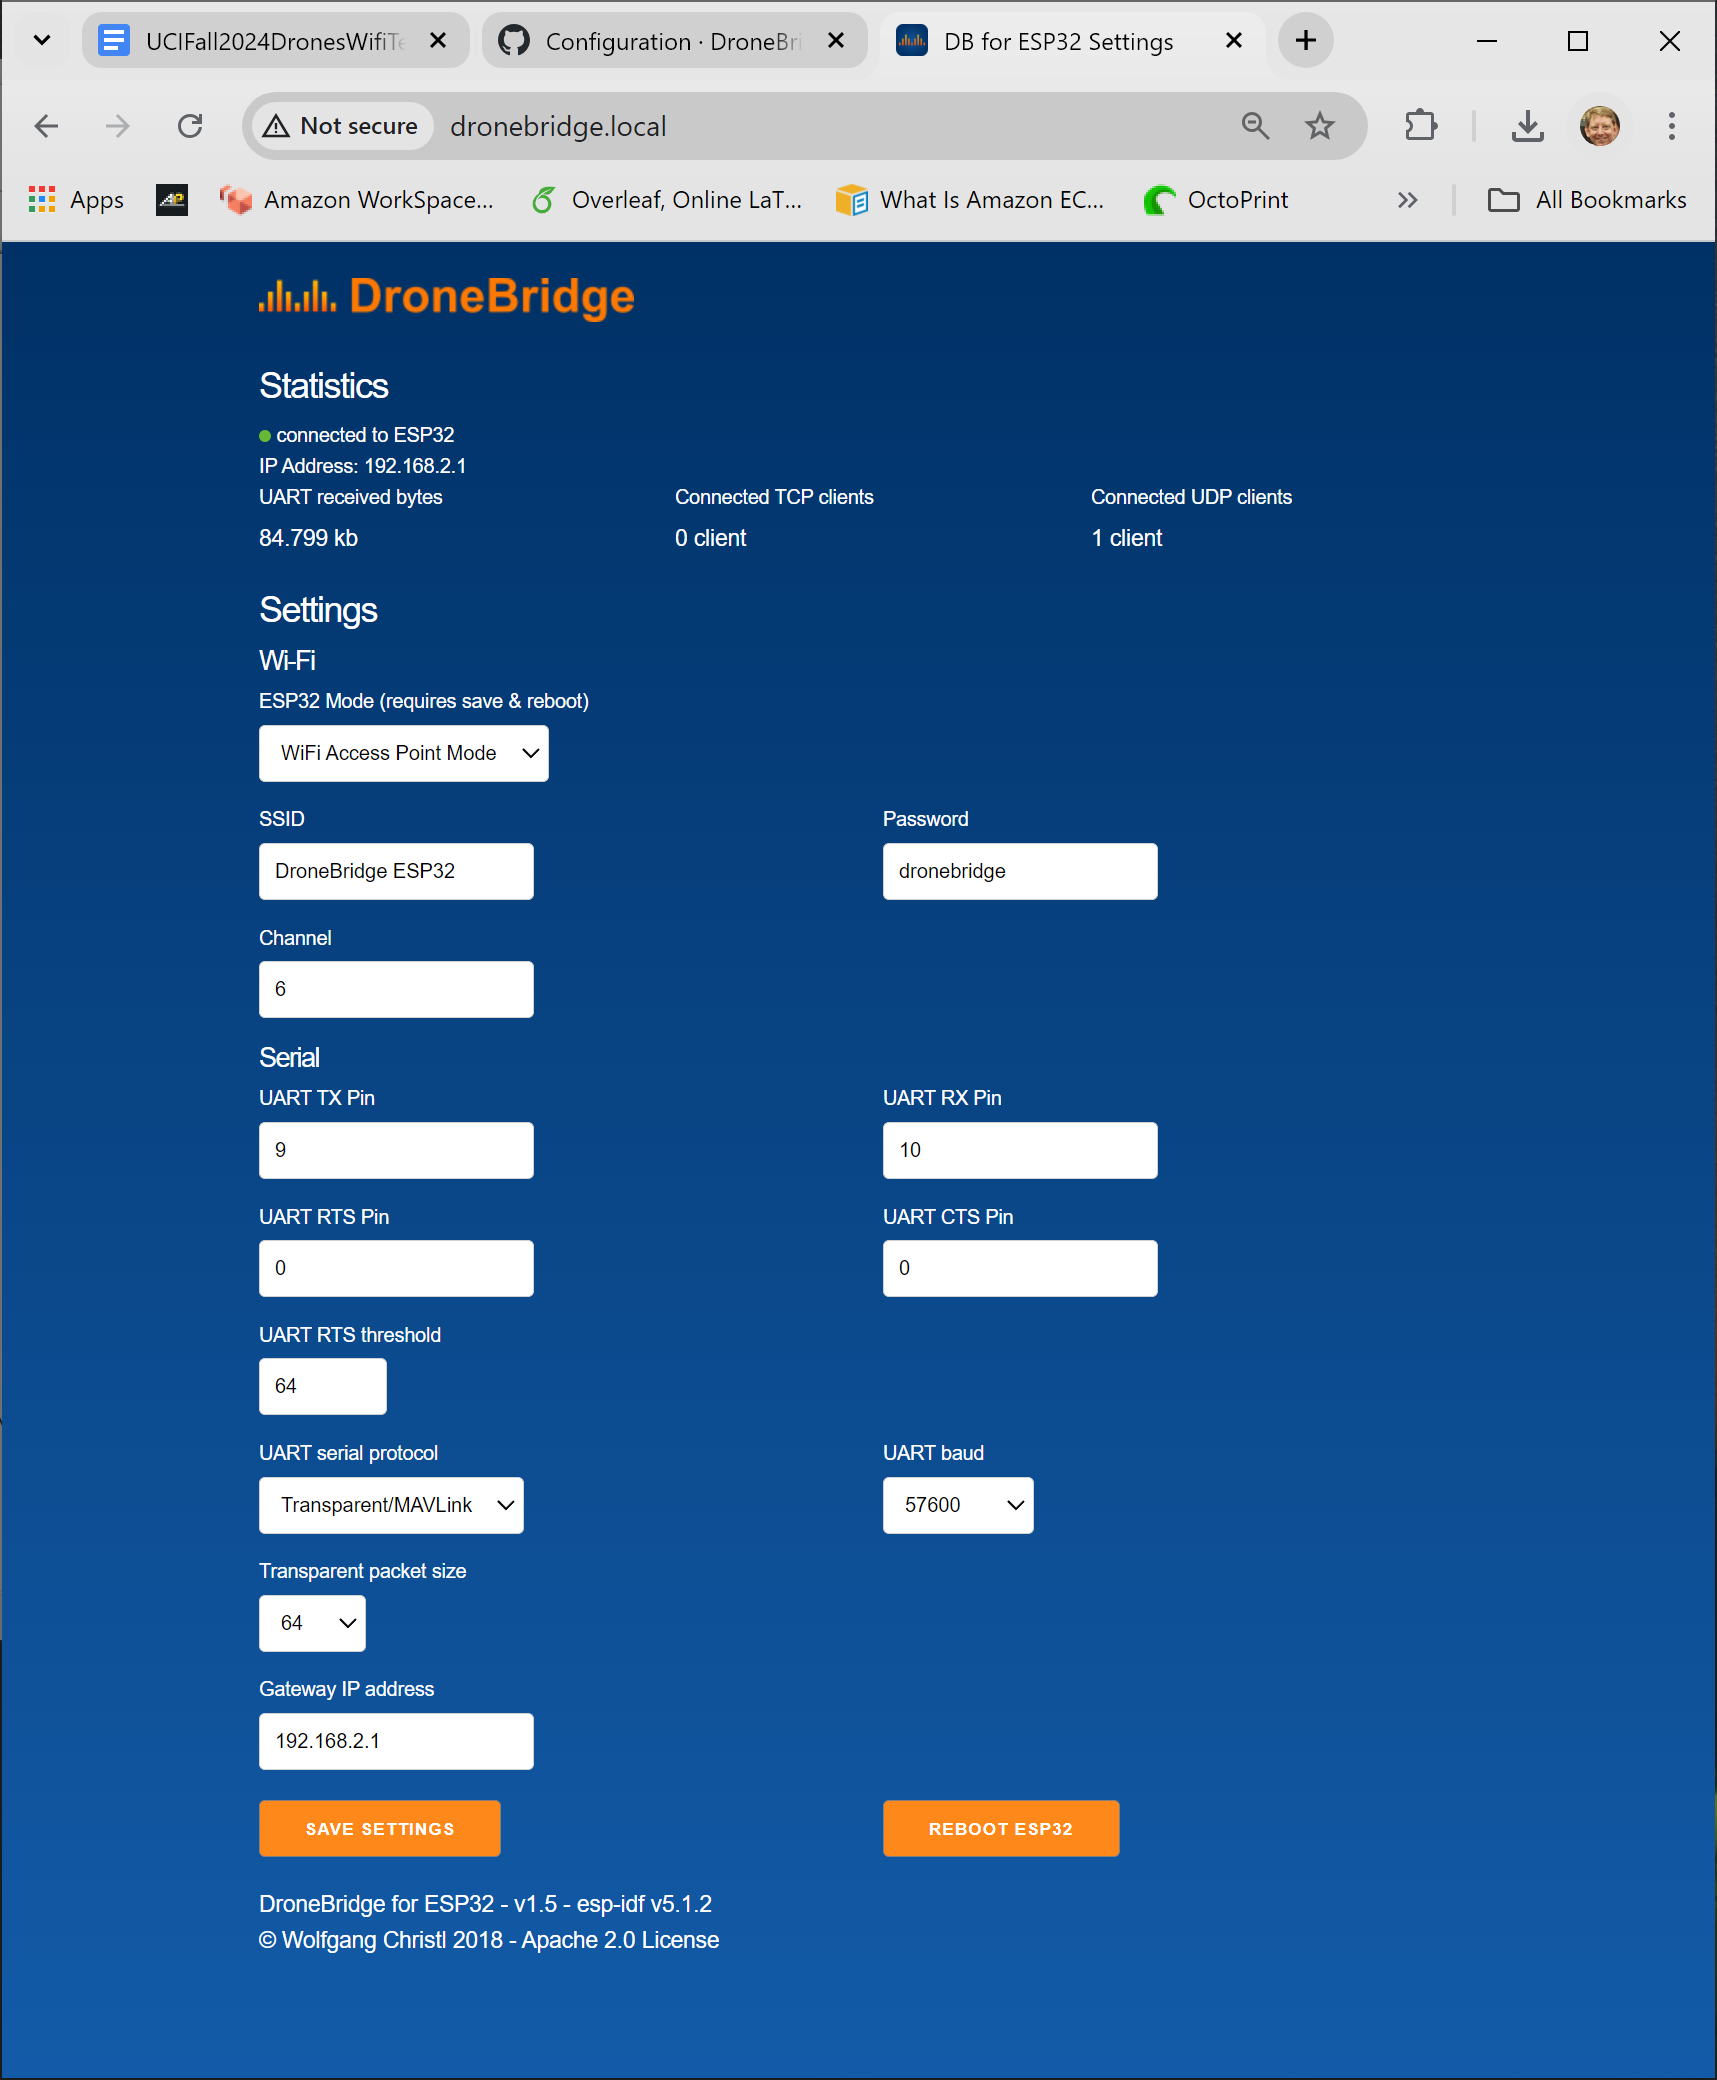 UCIFall2024DronesWifiTe
Configuration · DroneBri
DB for ESP32 Settings
Not secure
dronebridge.local
Apps
Amazon WorkSpace...
Overleaf, Online LaT...
What Is Amazon EC...
OctoPrint
All Bookmarks
DroneBridge
Statistics
connected to ESP32
IP Address: 192.168.2.1
UART received bytes
Connected TCP clients
Connected UDP clients
84.799 kb
0 client
1 client
Settings
Wi-Fi
ESP32 Mode (requires save & reboot)
WiFi Access Point Mode
SSID
Password
DroneBridge ESP32
dronebridge
Channel
6
Serial
UART TX Pin
UART RX Pin
9
10
UART RTS Pin
UART CTS Pin
0
0
UART RTS threshold
64
UART serial protocol
UART baud
Transparent/MAVLink
57600
Transparent packet size
64
Gateway IP address
192.168.2.1
SAVE SETTINGS
REBOOT ESP32
DroneBridge for ESP32 - v1.5 - esp-idf v5.1.2
© Wolfgang Christl 2018 - Apache 2.0 License